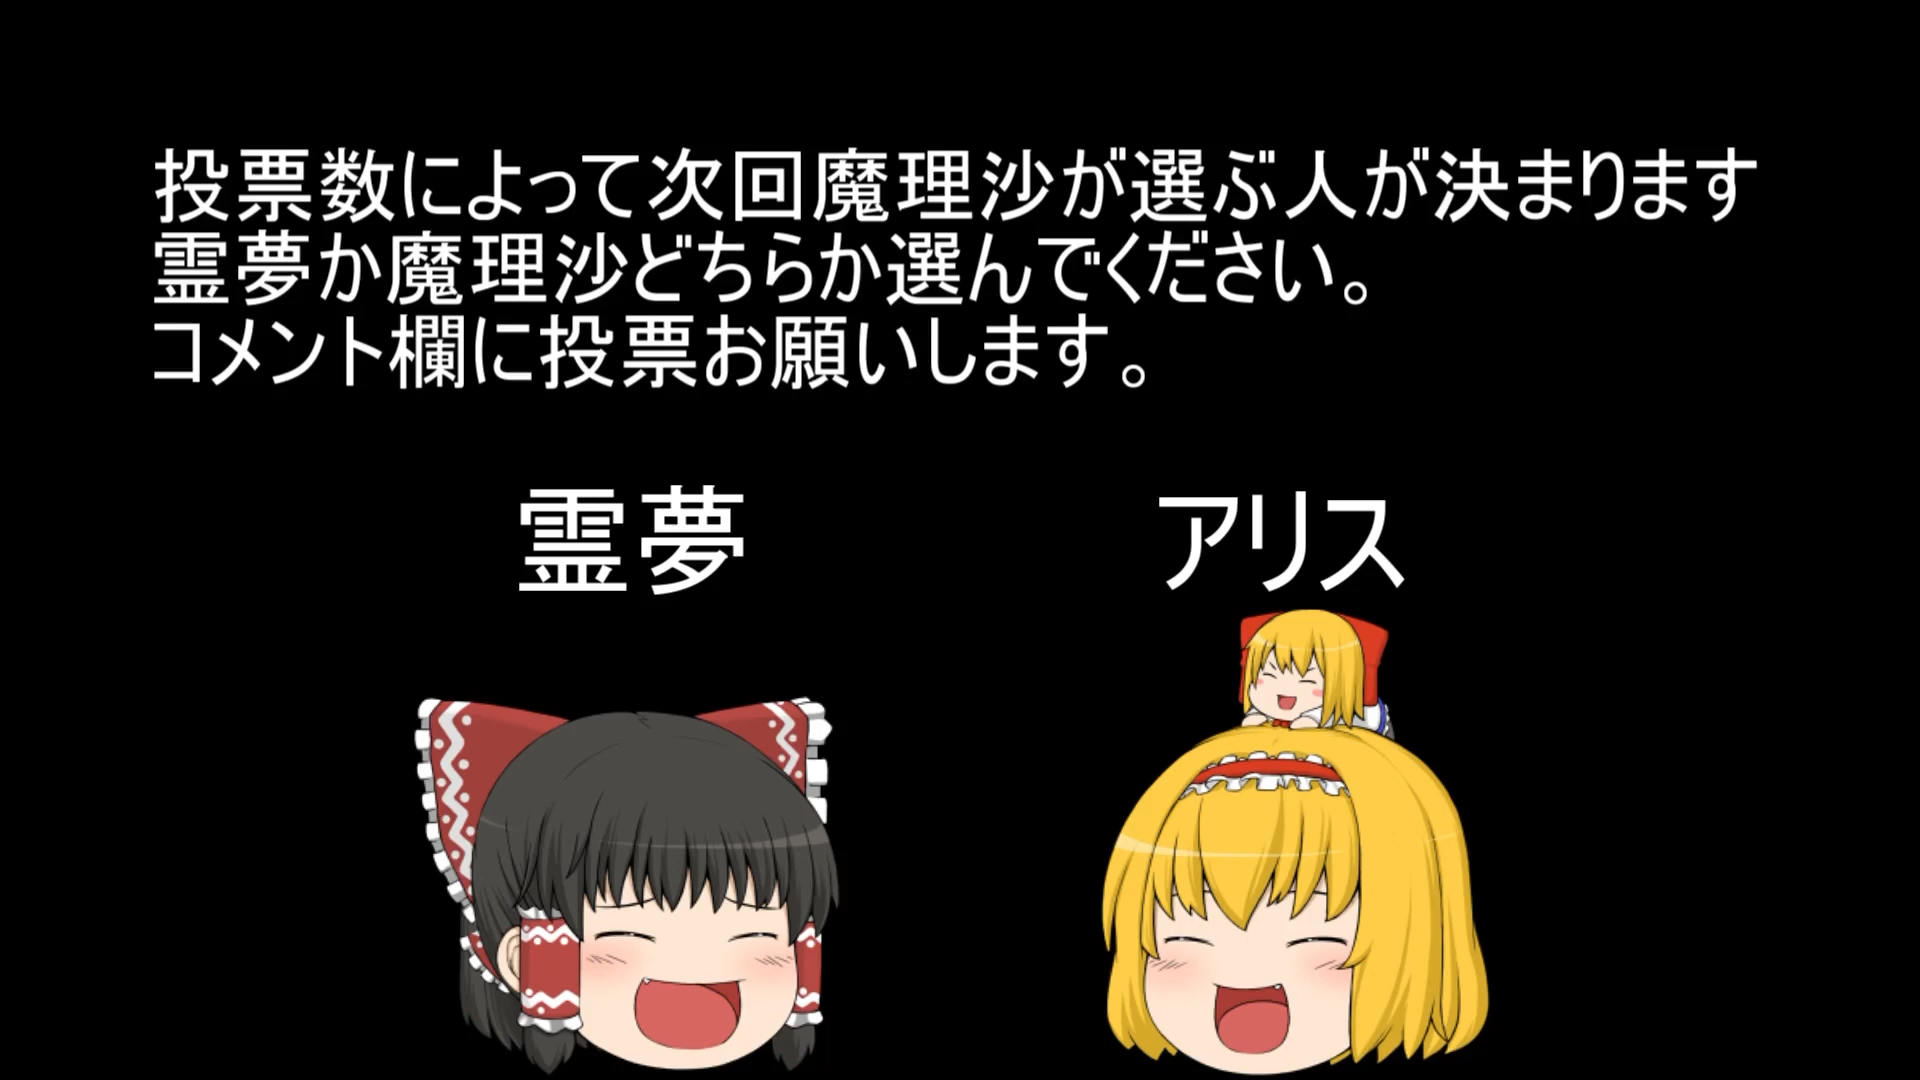 投票数によって次回魔理沙が選ぶ人が決まります
霊夢か魔理沙どちらか選んでください。
コメント欄に投票お願いします。
霊夢
アリス